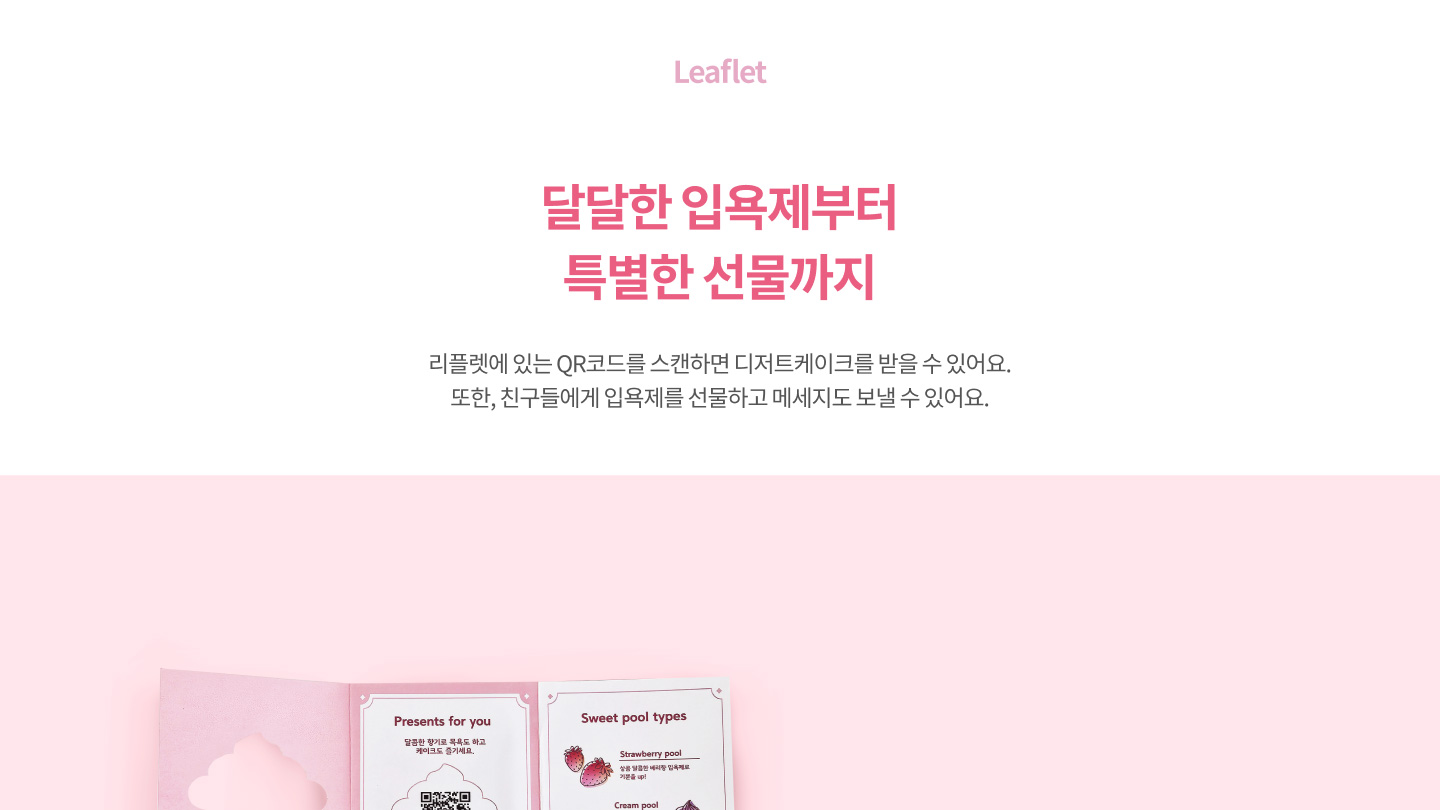 Leaflet
달달한 입욕제부터
특별한 선물까지
리플렛에 있는 QR코드를 스캔하면 디저트케이크를 받을 수 있어요.
또한, 친구들에게 입욕제를 선물하고 메세지도 보낼 수 있어요.
Presents for you
달콤한 향기로 목욕도 하고
케이크도 즐기세요.
Sweet pool types
Strawberry pool
상콤 달콤한 베리향 입욕제로
기분을 up!
Cream pool